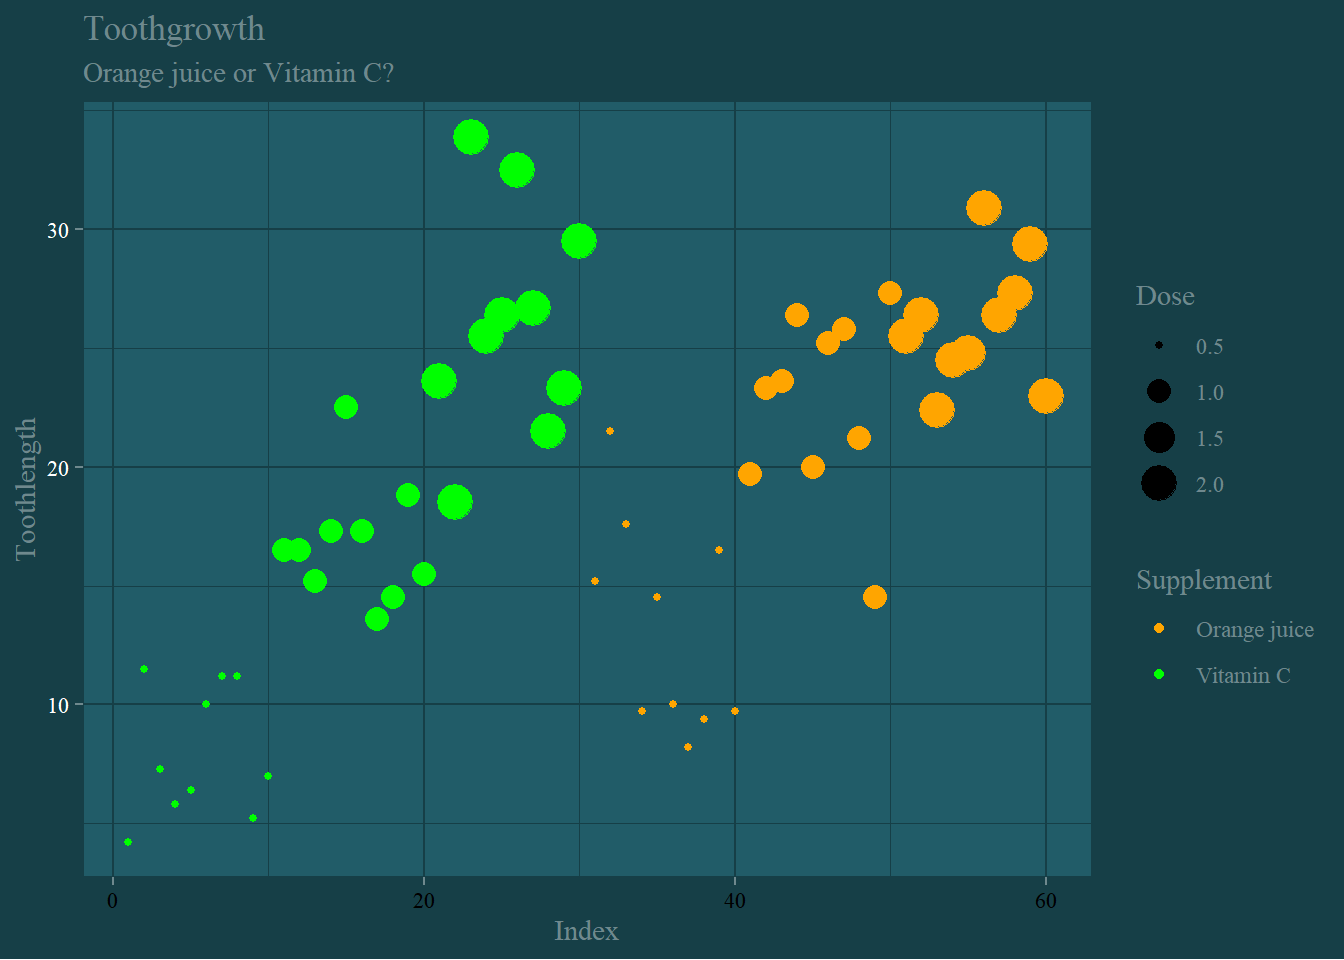 Toothgrowth
Orange juice or Vitamin C?
Toothlength
30
20
10
0
20
40
60
Index
Dose
0.5
1.0
1.5
2.0
Supplement
Orange juice
Vitamin C